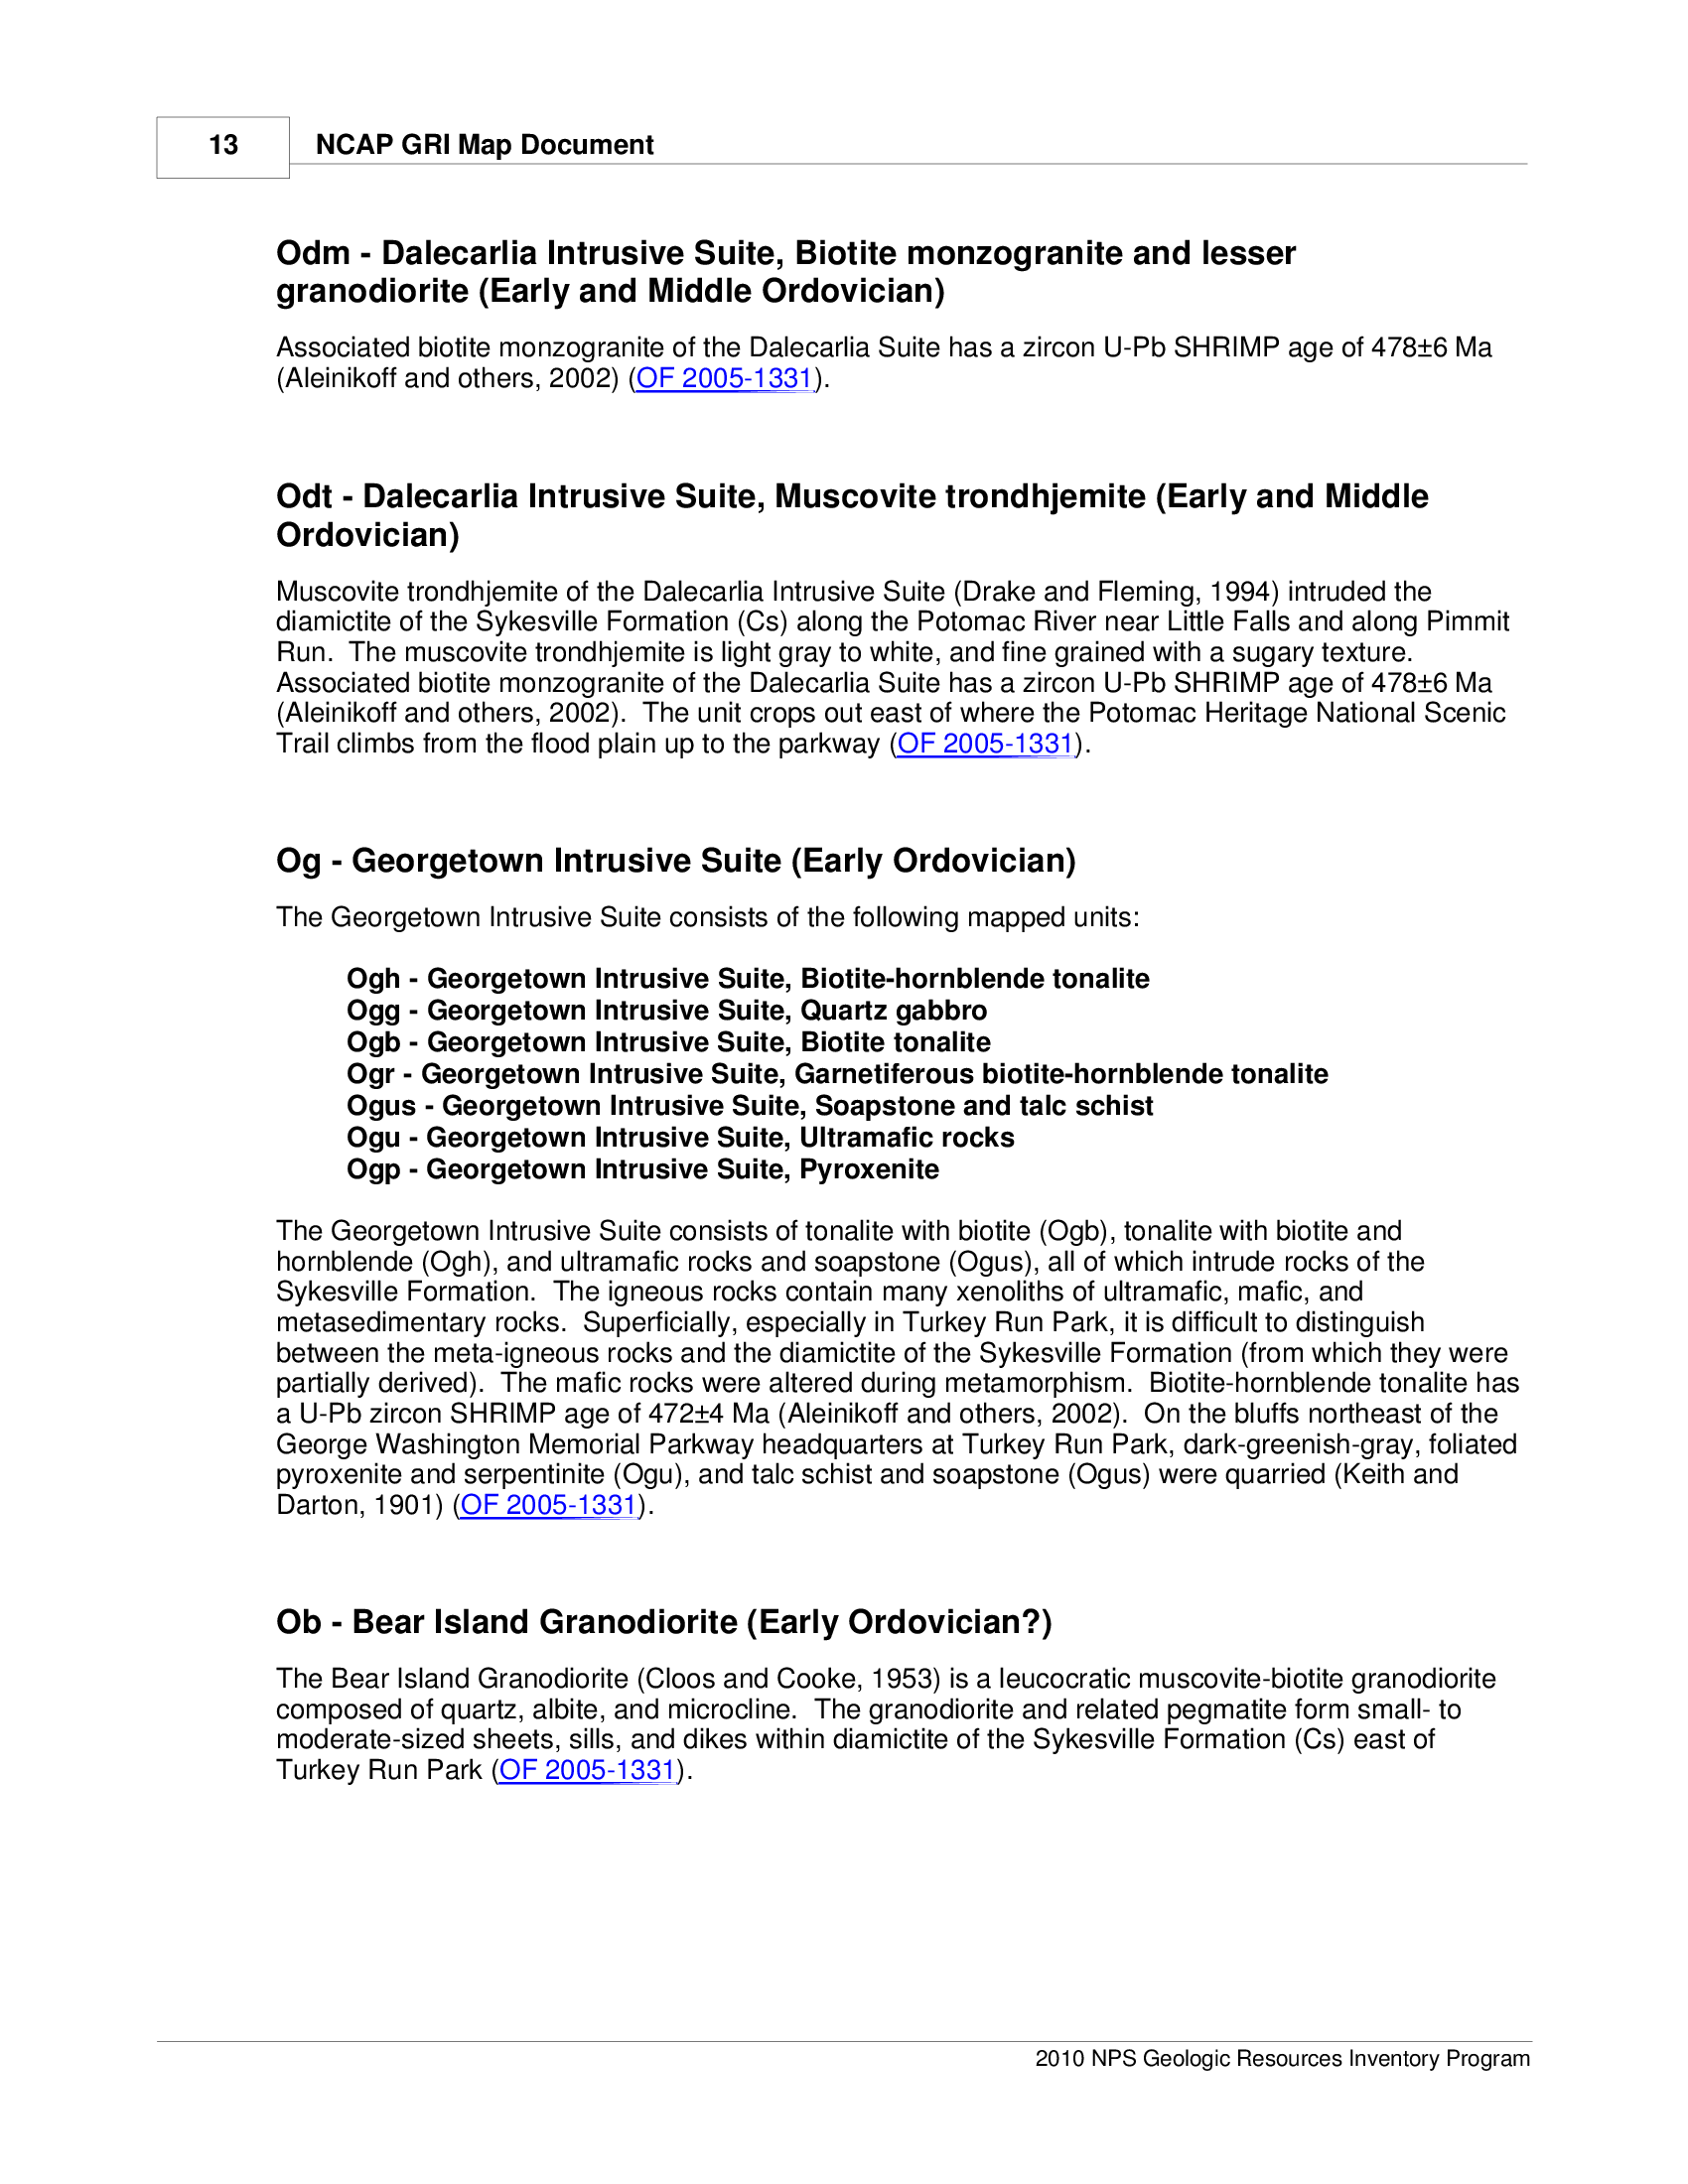 13
NCAP GRI Map Document
Odm - Dalecarlia Intrusive Suite, Biotite monzogranite and lesser
granodiorite (Early and Middle Ordovician)
Associated biotite monzogranite of the Dalecarlia Suite has a zircon U-Pb SHRIMP age of 478±6 Ma
(Aleinikoff and others, 2002) (OF 2005-1331).
Odt - Dalecarlia Intrusive Suite, Muscovite trondhjemite (Early and Middle
Ordovician)
Muscovite trondhjemite of the Dalecarlia Intrusive Suite (Drake and Fleming, 1994) intruded the
diamictite of the Sykesville Formation (Cs) along the Potomac River near Little Falls and along Pimmit
Run.  The muscovite trondhjemite is light gray to white, and fine grained with a sugary texture.
Associated biotite monzogranite of the Dalecarlia Suite has a zircon U-Pb SHRIMP age of 478±6 Ma
(Aleinikoff and others, 2002).  The unit crops out east of where the Potomac Heritage National Scenic
Trail climbs from the flood plain up to the parkway (OF 2005-1331).
Og - Georgetown Intrusive Suite (Early Ordovician)
The Georgetown Intrusive Suite consists of the following mapped units:
Ogh - Georgetown Intrusive Suite, Biotite-hornblende tonalite
Ogg - Georgetown Intrusive Suite, Quartz gabbro
Ogb - Georgetown Intrusive Suite, Biotite tonalite
Ogr - Georgetown Intrusive Suite, Garnetiferous biotite-hornblende tonalite
Ogus - Georgetown Intrusive Suite, Soapstone and talc schist
Ogu - Georgetown Intrusive Suite, Ultramafic rocks
Ogp - Georgetown Intrusive Suite, Pyroxenite
The Georgetown Intrusive Suite consists of tonalite with biotite (Ogb), tonalite with biotite and
hornblende (Ogh), and ultramafic rocks and soapstone (Ogus), all of which intrude rocks of the
Sykesville Formation.  The igneous rocks contain many xenoliths of ultramafic, mafic, and
metasedimentary rocks.  Superficially, especially in Turkey Run Park, it is difficult to distinguish
between the meta-igneous rocks and the diamictite of the Sykesville Formation (from which they were
partially derived).  The mafic rocks were altered during metamorphism.  Biotite-hornblende tonalite has
a U-Pb zircon SHRIMP age of 472±4 Ma (Aleinikoff and others, 2002).  On the bluffs northeast of the
George Washington Memorial Parkway headquarters at Turkey Run Park, dark-greenish-gray, foliated
pyroxenite and serpentinite (Ogu), and talc schist and soapstone (Ogus) were quarried (Keith and
Darton, 1901) (OF 2005-1331).
Ob - Bear Island Granodiorite (Early Ordovician?)
The Bear Island Granodiorite (Cloos and Cooke, 1953) is a leucocratic muscovite-biotite granodiorite
composed of quartz, albite, and microcline.  The granodiorite and related pegmatite form small- to
moderate-sized sheets, sills, and dikes within diamictite of the Sykesville Formation (Cs) east of
Turkey Run Park (OF 2005-1331).
2010 NPS Geologic Resources Inventory Program